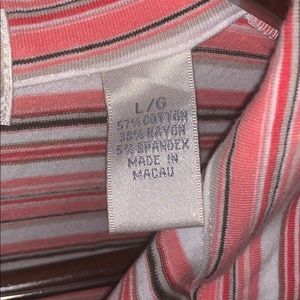 L/G
57% COTTON
38% RAYON
5% SPANDEX
MADE IN
MACAU